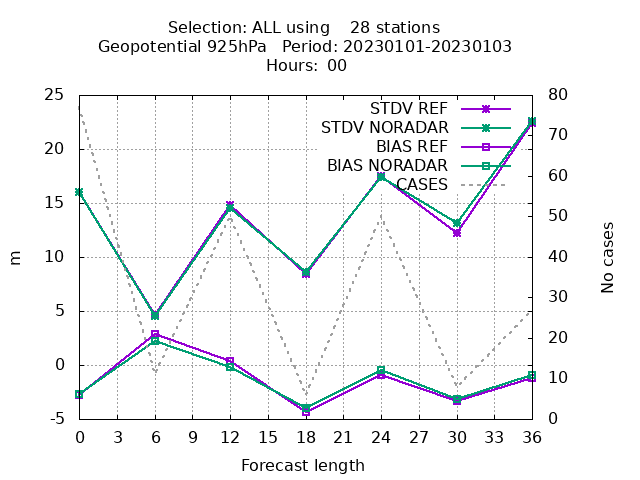 Selection: ALL using 28 stations
Geopotential 925hPa Period: 20230101-20230103
Hours: 00
25
20
15
10
5
0
-5
m
80
70
60
50
40
30
20
10
0
No cases
STDV REF
STDV NORADAR
BIAS REF
BIAS NORADAR
CASES
0 3 6 9 12 15 18 21 24 27 30 33 36
Forecast length